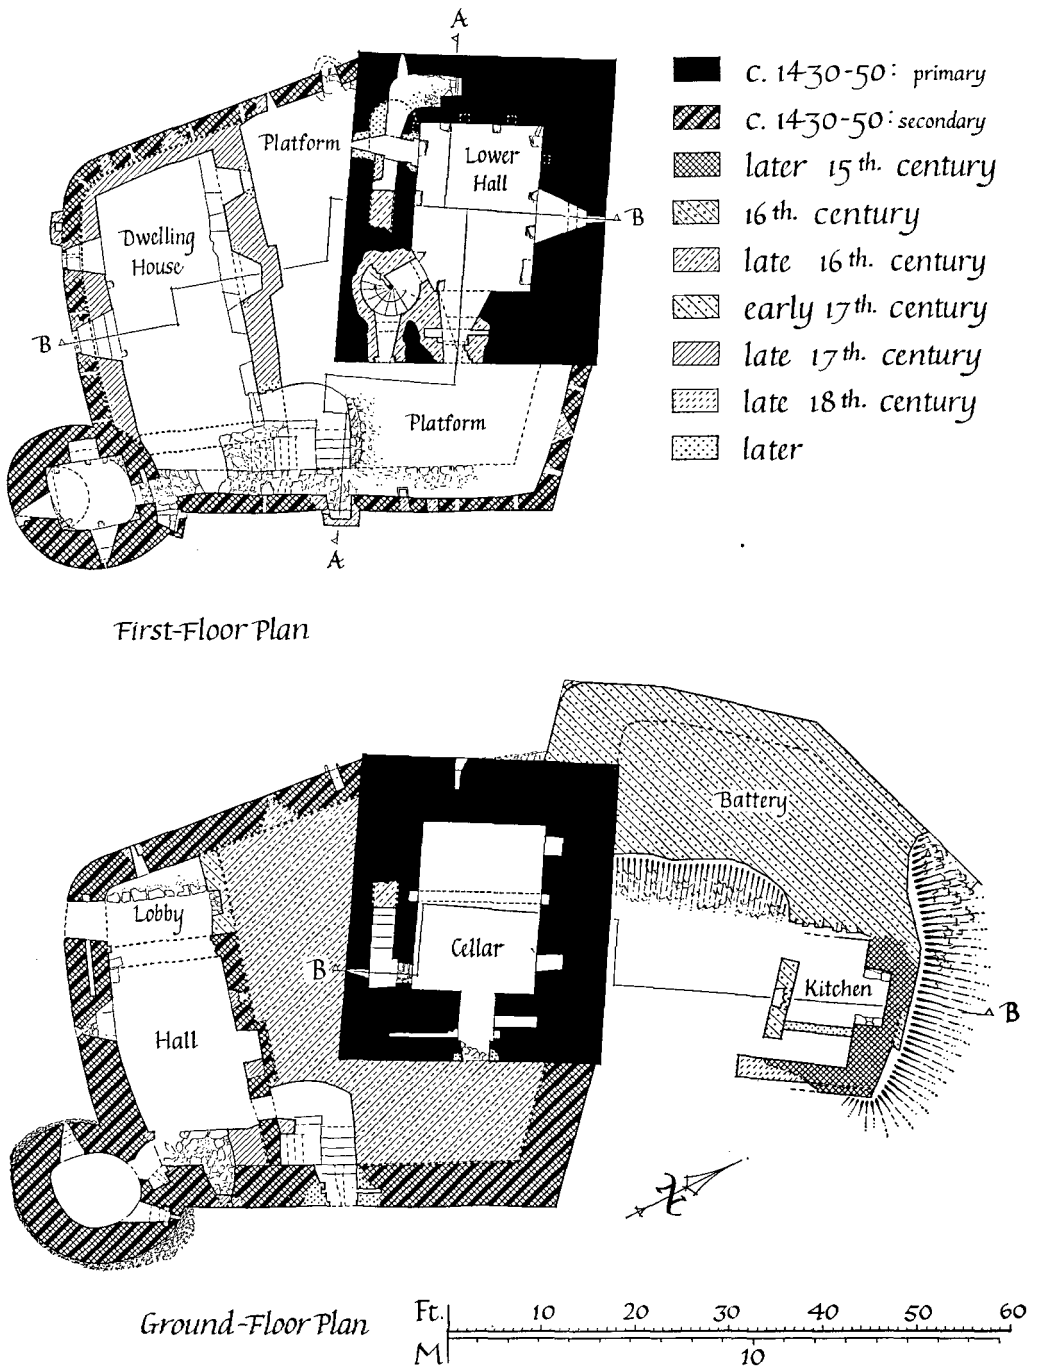 A
Platform
Lower
Hall
B
Dwelling
House
B
Platform
A
c. 1430-50: primary
c. 1430-50: secondary
later 15th. century
16th. century
late 16th. century
early 17th. century
late 17th. century
late 18th. century
later
First-Floor Plan
Battery
Lobby
Cellar
B
Kitchen
B
Hall
Ground-Floor Plan
Ft. 10 20 30 40 50 60
M 10